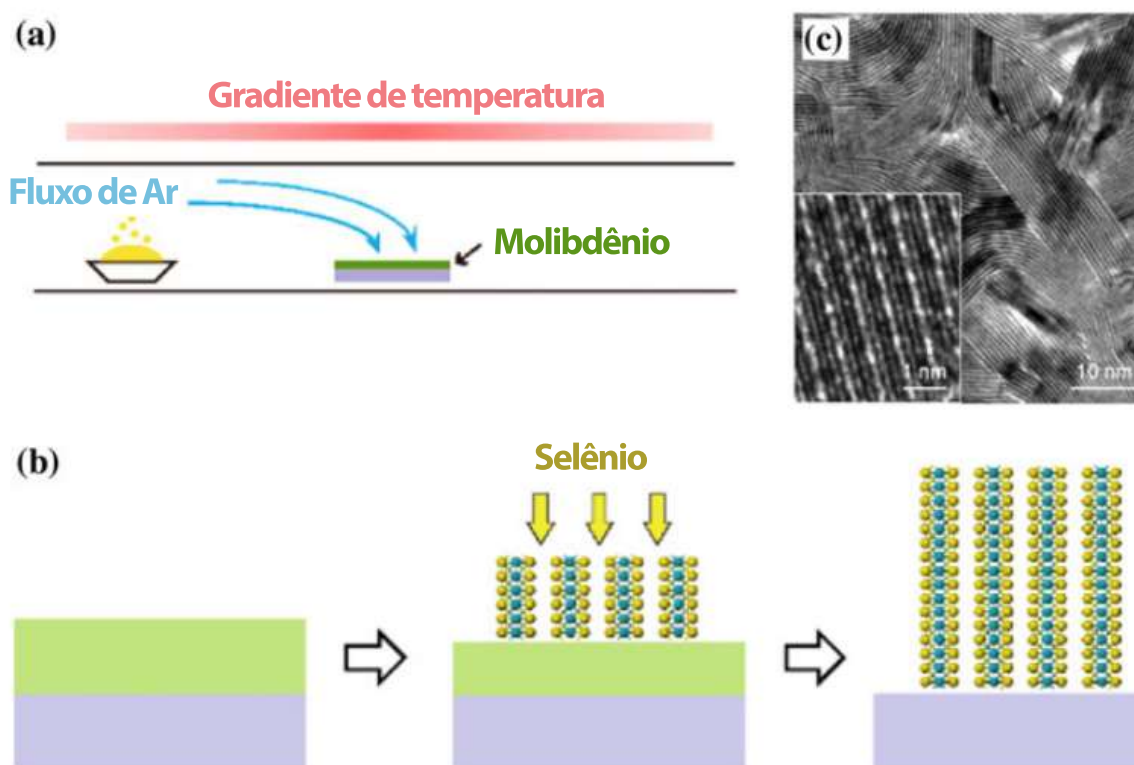 (a)
Gradiente de temperatura
Fluxo de Ar
Molibdênio
(c)
1 nm
10 nm
(b)
Selênio